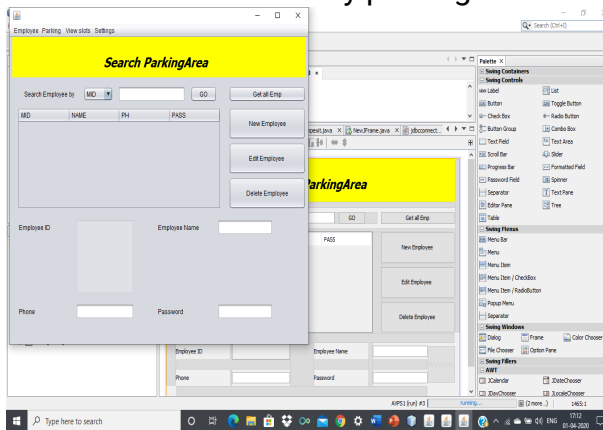 y p
Search (Ctrl+I)
Employee Parking View slots Settings
Search ParkingArea
Search Employee by MID GO Get all Emp
MID NAME PH PASS
New Employee
Edit Employee
Delete Employee
Employee ID Employee Name
Phone Password
NewJFrame.java
ParkingArea
GO Get all Emp
PASS
New Employee
Edit Employee
Delete Employee
Employee ID Employee Name
Phone Password
Palette
Swing Containers
Swing Controls
Label List
Button Toggle Button
Check Box Radio Button
Button Group Combo Box
Text Field Text Area
Scroll Bar Slider
Progress Bar Formatted Field
Password Field Spinner
Separator Text Pane
Editor Pane Tree
Table
Swing Menus
Menu Bar
Menu
Menu Item
Menu Item / CheckBox
Menu Item / RadioButton
Popup Menu
Separator
Swing Windows
Dialog Frame Color Chooser
File Chooser Option Pane
Swing Fillers
AWT
JCalendar JDateChooser
JDayChooser JLocaleChooser
AVPS1 (run) #3 running... (2 more...) 1465:1
Type here to search
ENG 17:12
01-04-2020